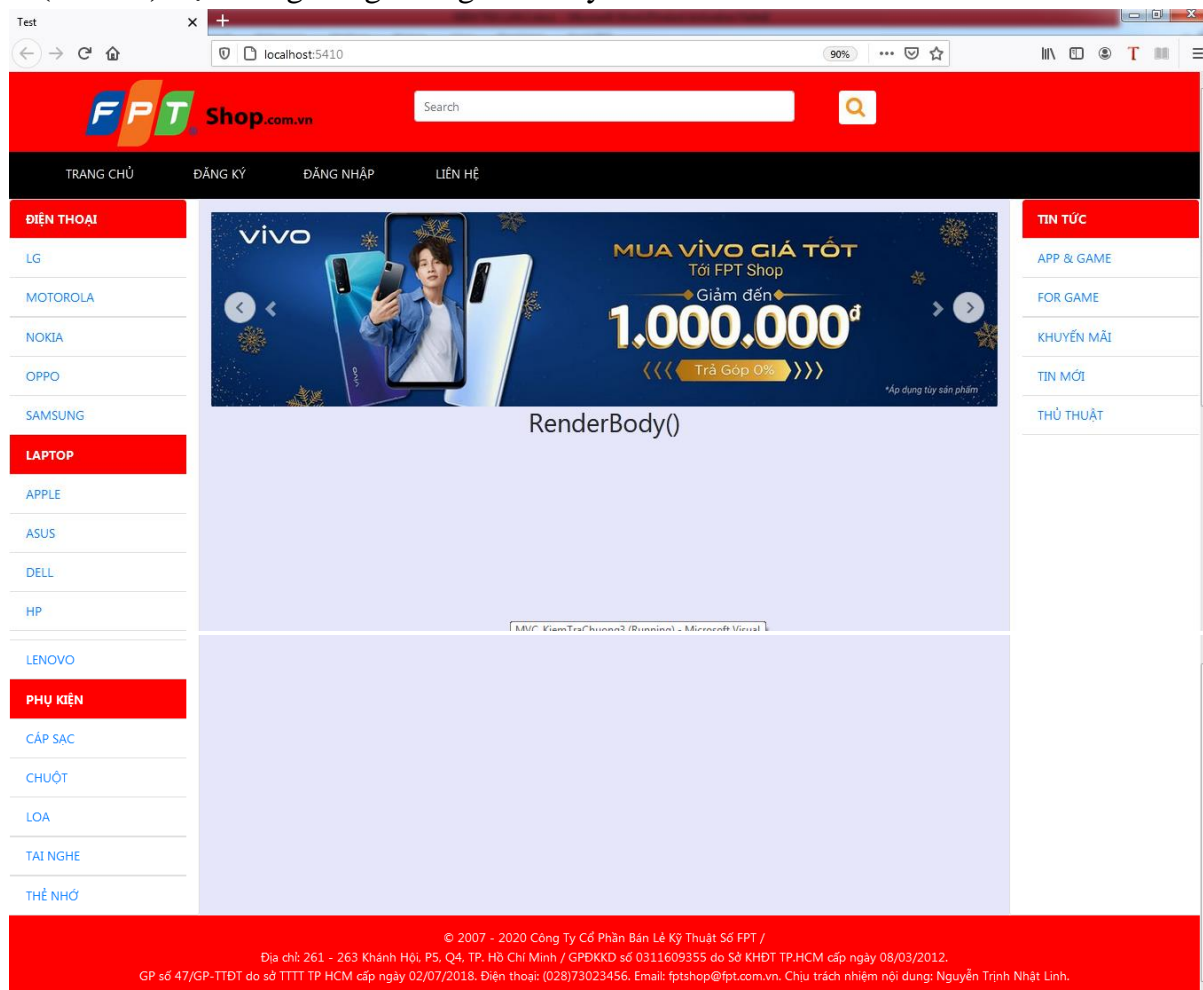 Test
localhost:5410
90%
FPT Shop.com.vn
Search
TRANG CHỦ ĐĂNG KÝ ĐĂNG NHẬP LIÊN HỆ
ĐIỆN THOẠI
LG
MOTOROLA
NOKIA
OPPO
SAMSUNG
LAPTOP
APPLE
ASUS
DELL
HP
LENOVO
PHỤ KIỆN
CÁP SẠC
CHUỘT
LOA
TAI NGHE
THẺ NHỚ
vivo
MUA VIVO GIÁ TỐT
Tới FPT Shop
Giảm đến
1.000.000đ
Trả Góp 0%
*Áp dụng tùy sản phẩm
RenderBody()
MVC_KiemTraChuong3 (Running) - Microsoft Visual
TIN TỨC
APP & GAME
FOR GAME
KHUYẾN MÃI
TIN MỚI
THỦ THUẬT
© 2007 - 2020 Công Ty Cổ Phần Bán Lẻ Kỹ Thuật Số FPT /
Địa chỉ: 261 - 263 Khánh Hội, P5, Q4, TP. Hồ Chí Minh / GPĐKKD số 0311609355 do Sở KHĐT TP.HCM cấp ngày 08/03/2012.
GP số 47/GP-TTĐT do sở TTTT TP HCM cấp ngày 02/07/2018. Điện thoại: (028)73023456. Email: fptshop@fpt.com.vn. Chịu trách nhiệm nội dung: Nguyễn Trịnh Nhật Linh.